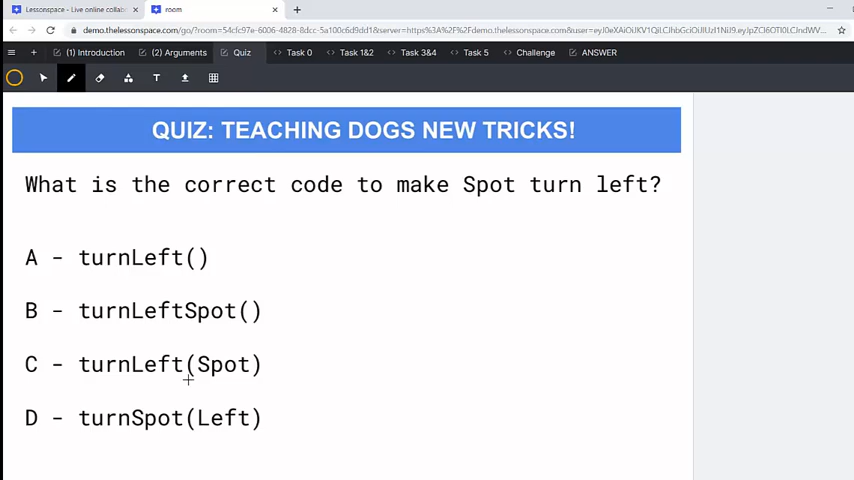 Lessonspace - Live online collab
room
demo.thelessonspace.com/go/?room=54cfc97e-6006-4828-8dcc-5a100c6d9dd1&server=https%3A%2F%2Fdemo.thelessonspace.com&user=
(1) Introduction
(2) Arguments
Quiz
<> Task 0
<> Task 1&2
<> Task 3&4
<> Task 5
<> Challenge
ANSWER
T
QUIZ: TEACHING DOGS NEW TRICKS!
What is the correct code to make Spot turn left?
A - turnLeft()
B - turnLeftSpot()
C - turnLeft(Spot)
D - turnSpot(Left)